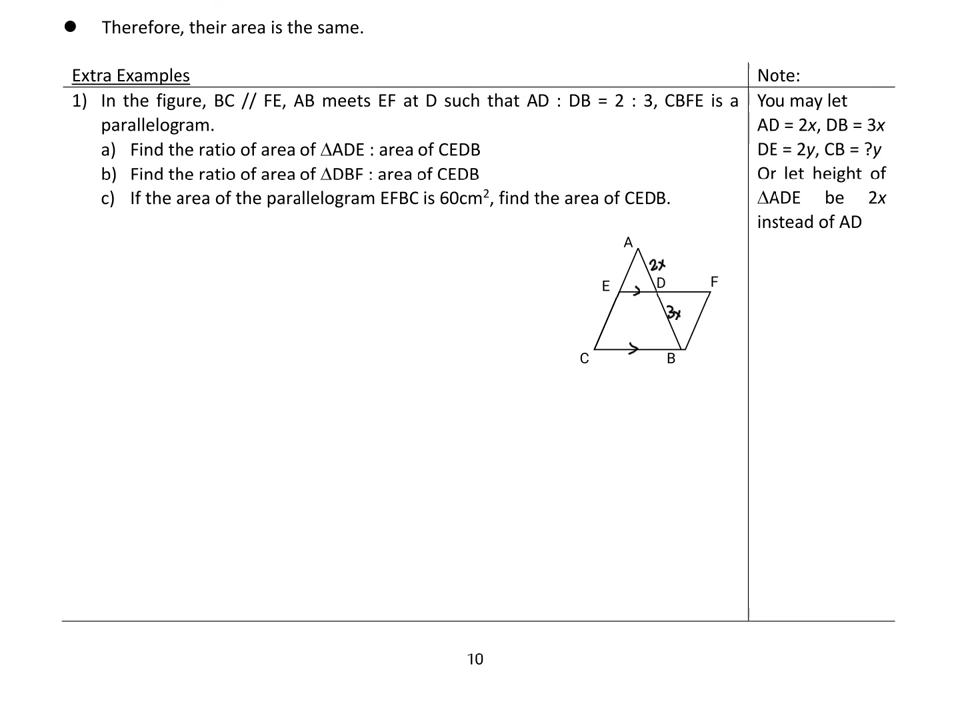 ● Therefore, their area is the same.
Extra Examples
Note:
1) In the figure, BC // FE, AB meets EF at D such that AD : DB = 2 : 3, CBFE is a
parallelogram.
a) Find the ratio of area of ΔADE : area of CEDB
b) Find the ratio of area of ΔDBF : area of CEDB
c) If the area of the parallelogram EFBC is 60cm², find the area of CEDB.
You may let
AD = 2x, DB = 3x
DE = 2y, CB = ?y
Or let height of
ΔADE be 2x
instead of AD
A
2x
E D F
3x
C B
10